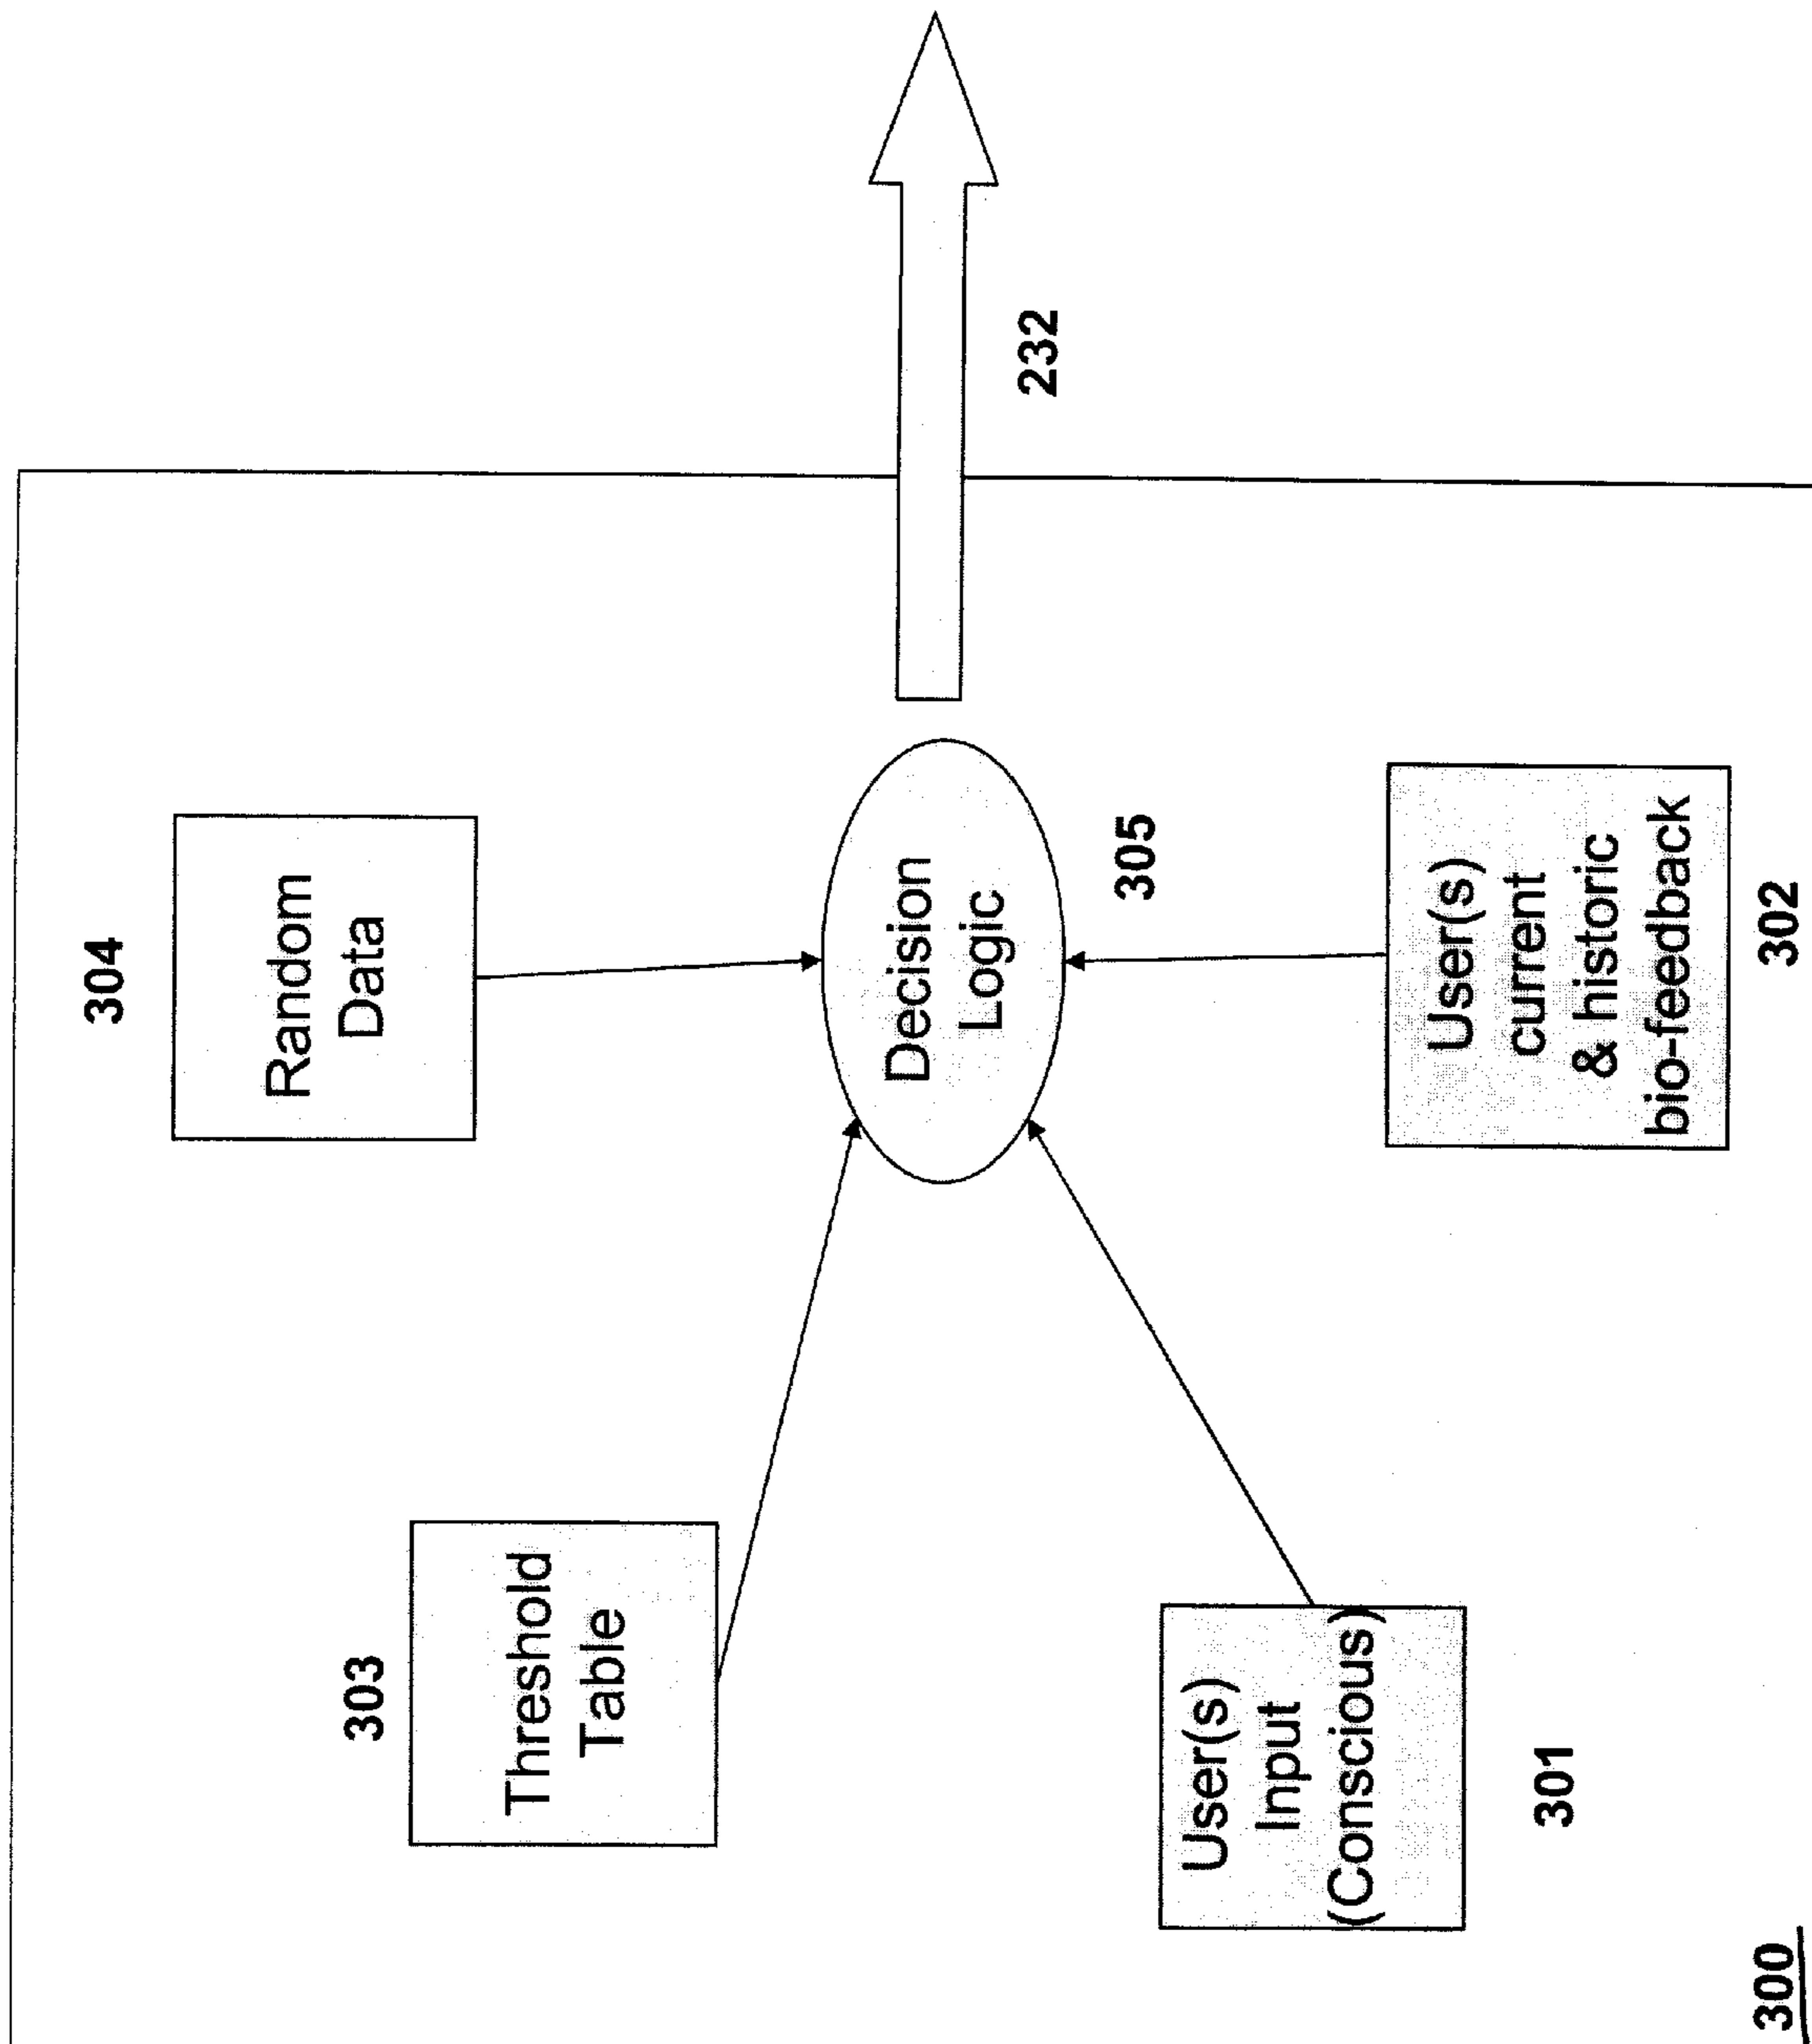 304
Random
Data
303
Threshold
Table
Decision
Logic
305
232
User(s)
Input
(Conscious)
301
User(s)
current
& historic
bio-feedback
302
300